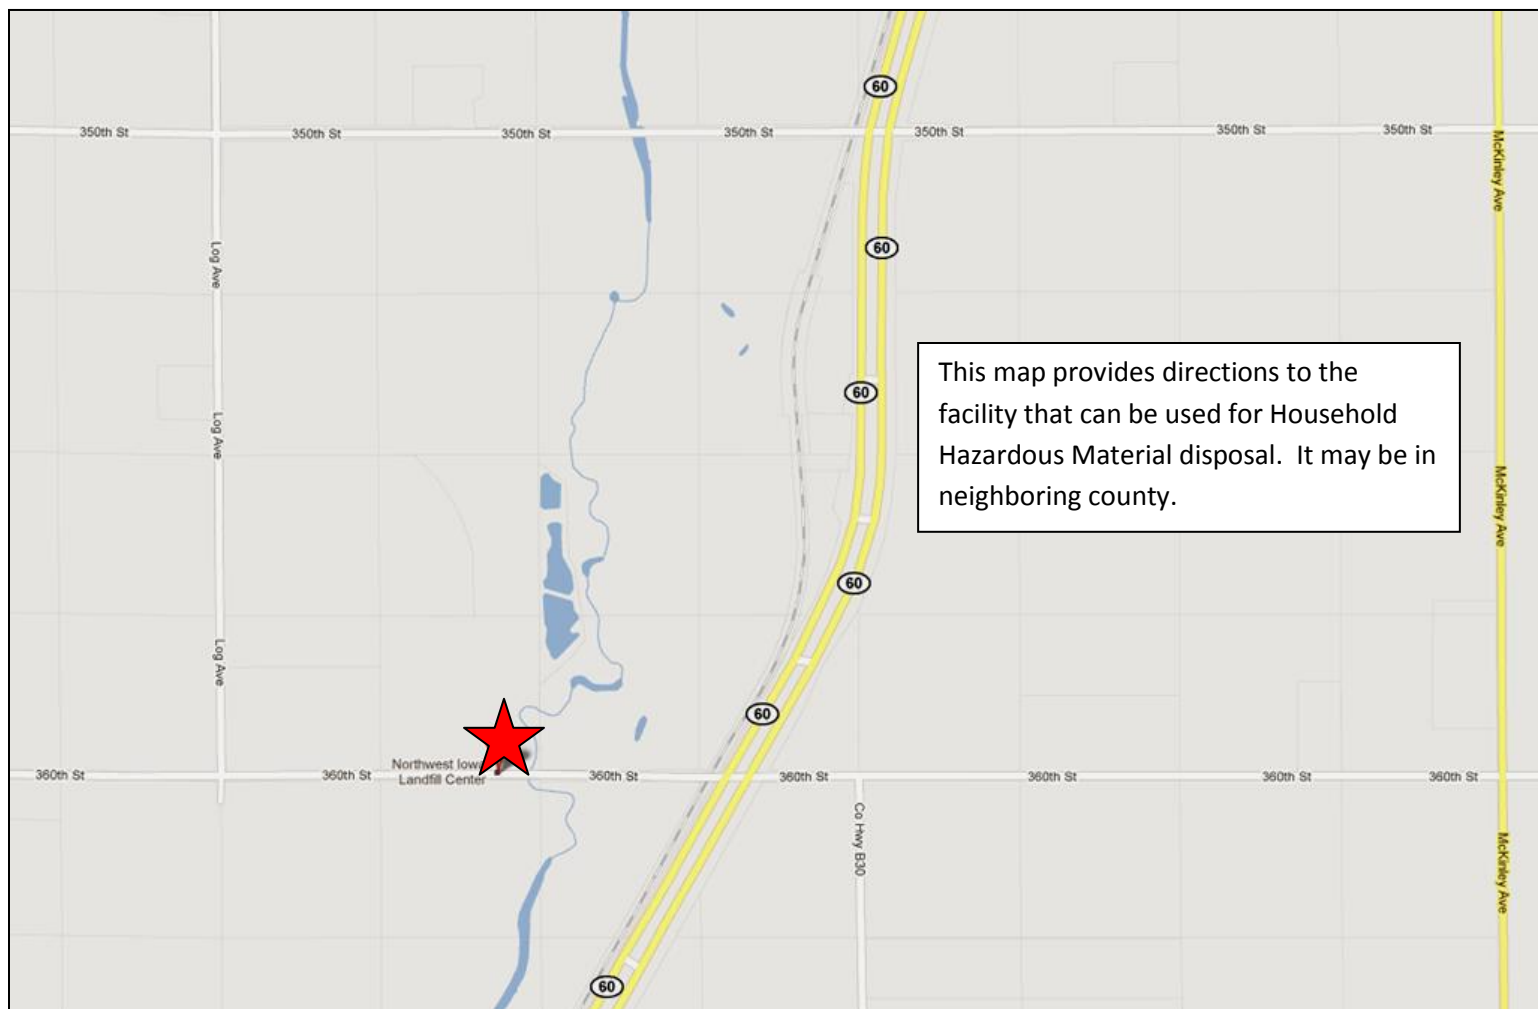 60
350th St
350th St
350th St
350th St
350th St
350th St
350th St
McKinley Ave
Log Ave
60
This map provides directions to the
facility that can be used for Household
Hazardous Material disposal. It may be in
neighboring county.
60
Log Ave
McKinley Ave
60
Log Ave
60
Northwest Iowa
Landfill Center
360th St
360th St
360th St
360th St
360th St
360th St
360th St
Co Hwy B30
McKinley Ave
60